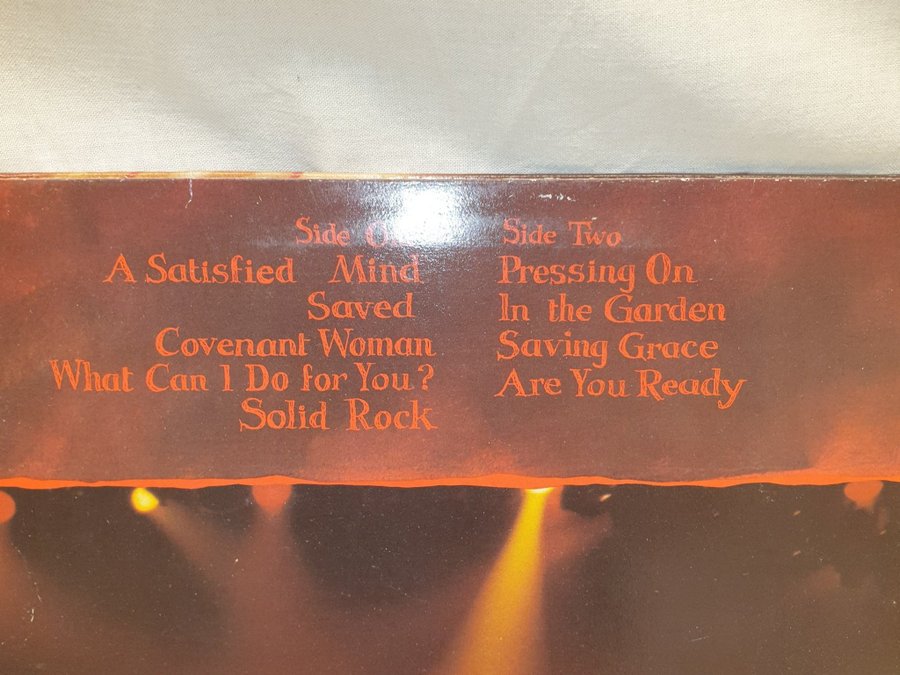 Side One
A Satisfied Mind
Saved
Covenant Woman
What Can I Do for You?
Solid Rock
Side Two
Pressing On
In the Garden
Saving Grace
Are You Ready